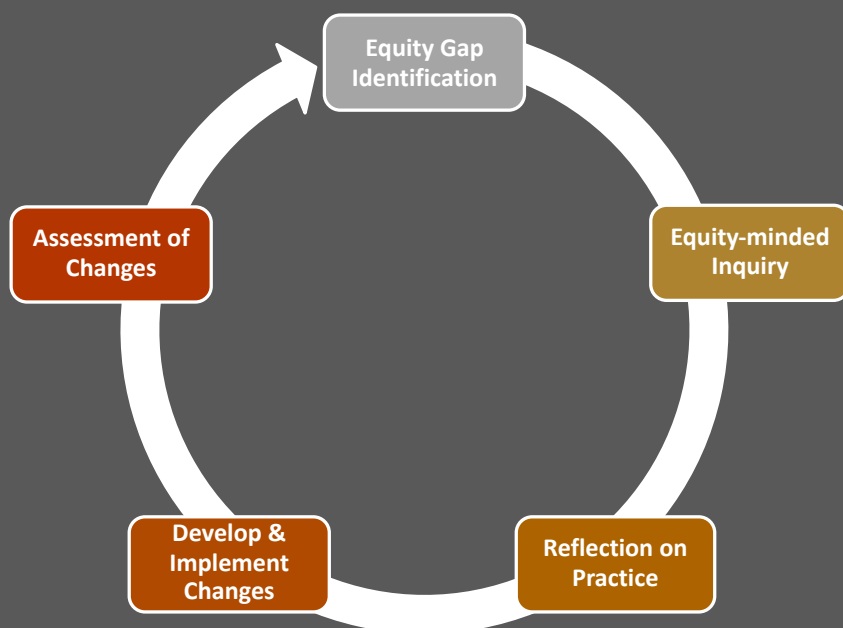 Equity Gap
Identification
Equity-minded
Inquiry
Reflection on
Practice
Develop &
Implement
Changes
Assessment of
Changes